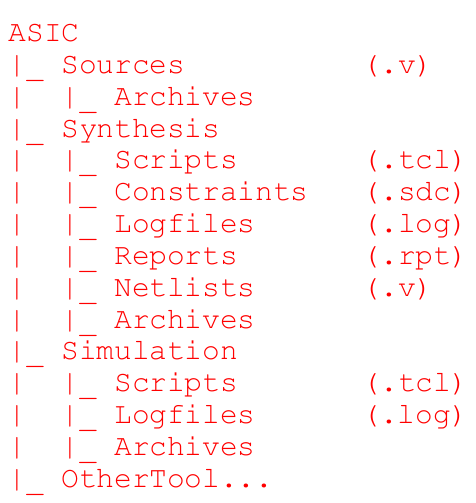 ASIC
|_ Sources          (.v)
|  |_ Archives
|_ Synthesis
|  |_ Scripts       (.tcl)
|  |_ Constraints   (.sdc)
|  |_ Logfiles      (.log)
|  |_ Reports       (.rpt)
|  |_ Netlists      (.v)
|  |_ Archives
|_ Simulation
|  |_ Scripts       (.tcl)
|  |_ Logfiles      (.log)
|  |_ Archives
|_ OtherTool...